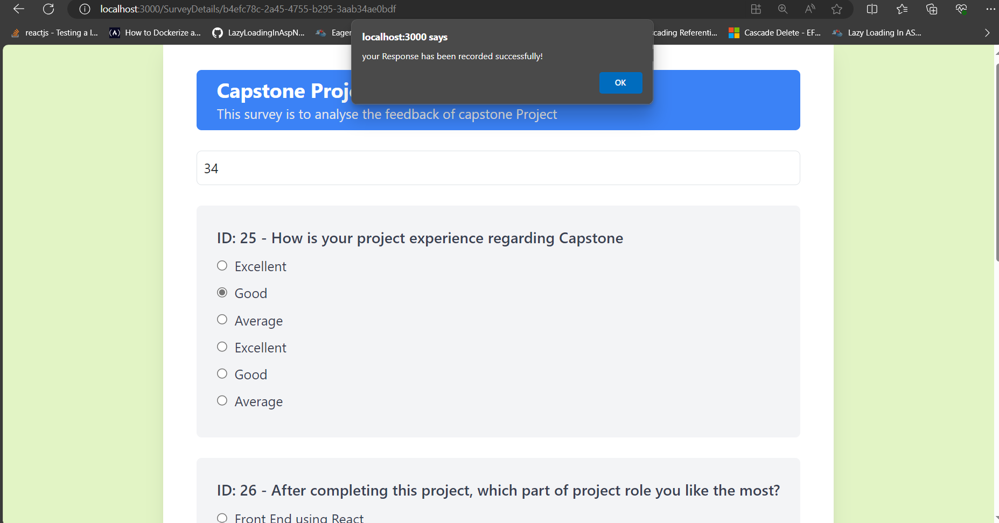 localhost:3000/SurveyDetails/b4efc78c-2a45-4755-b295-3aab34ae0bdf
reactjs - Testing a l... How to Dockerize a... LazyLoadingInAspN... Eager cading Referenti... Cascade Delete - EF... Lazy Loading In AS...
localhost:3000 says
your Response has been recorded successfully!
OK
Capstone Proj
This survey is to analyse the feedback of capstone Project
34
ID: 25 - How is your project experience regarding Capstone
Excellent
Good
Average
Excellent
Good
Average
ID: 26 - After completing this project, which part of project role you like the most?
Front End using React